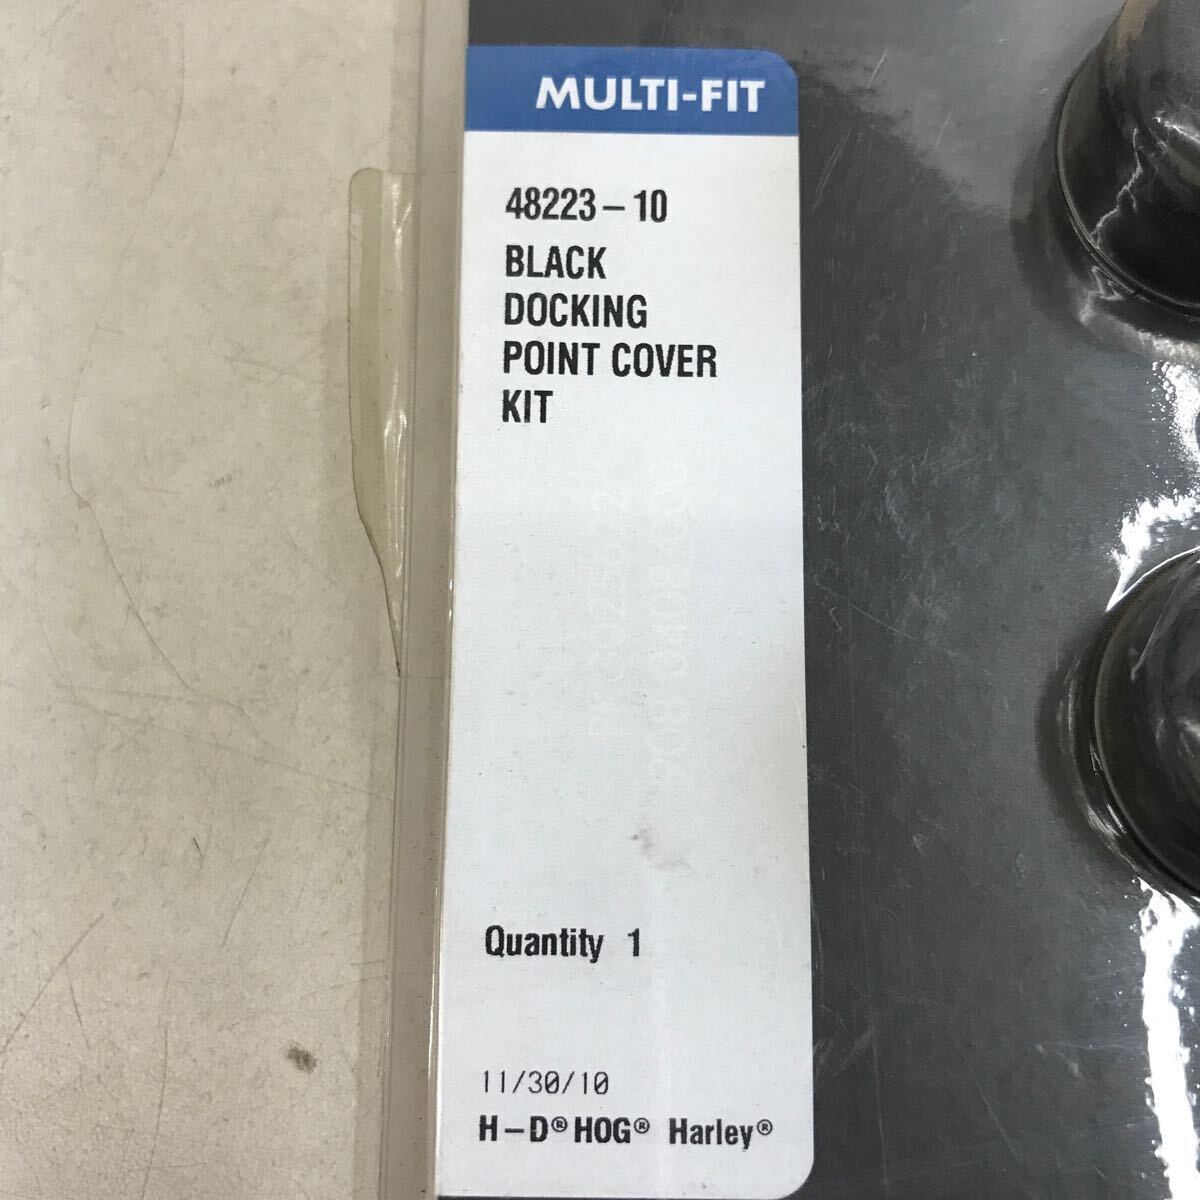 MULTI-FIT
48223-10
BLACK
DOCKING
POINT COVER
KIT
Quantity 1
11/30/10
H-D® HOG® Harley®